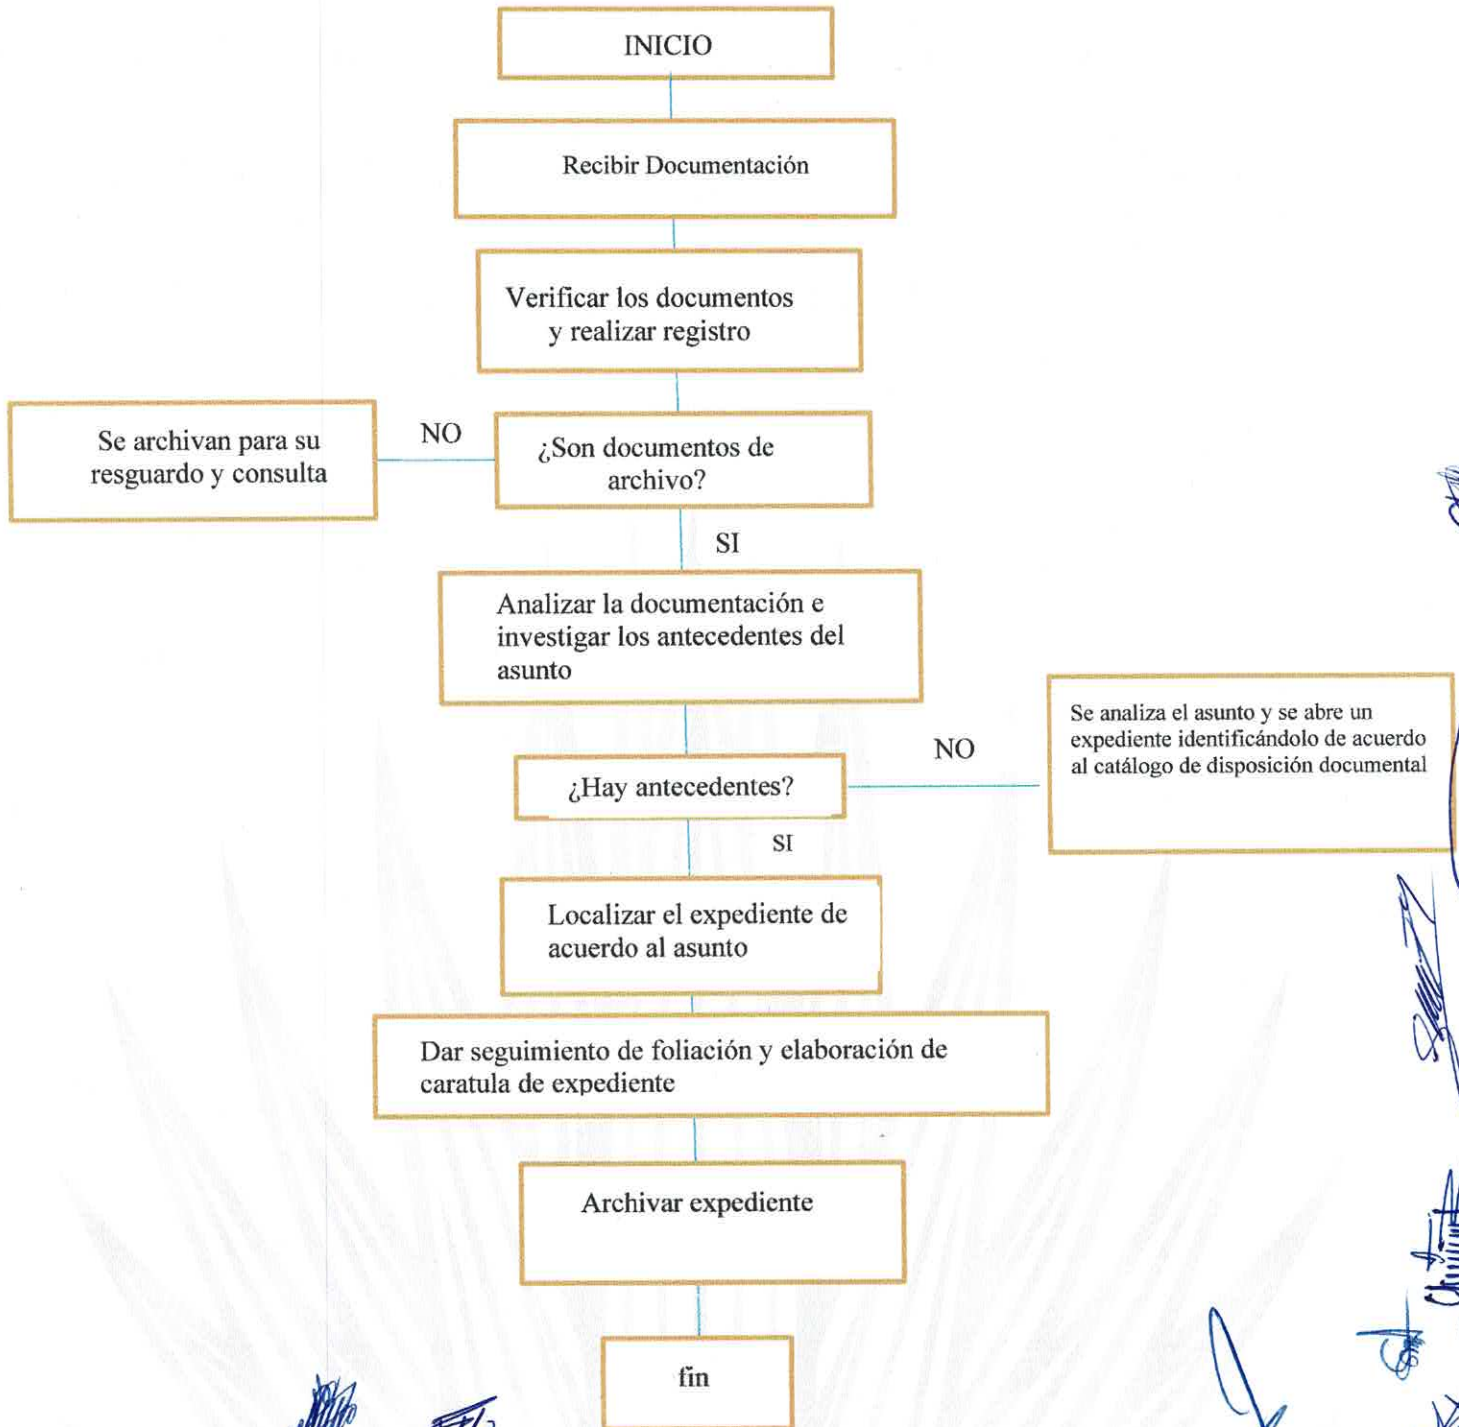 INICIO
Recibir Documentación
Verificar los documentos
y realizar registro
Se archivan para su
resguardo y consulta
NO
¿Son documentos de
archivo?
SI
Analizar la documentación e
investigar los antecedentes del
asunto
¿Hay antecedentes?
NO
Se analiza el asunto y se abre un
expediente identificándolo de acuerdo
al catálogo de disposición documental
SI
Localizar el expediente de
acuerdo al asunto
Dar seguimiento de foliación y elaboración de
caratula de expediente
Archivar expediente
fin